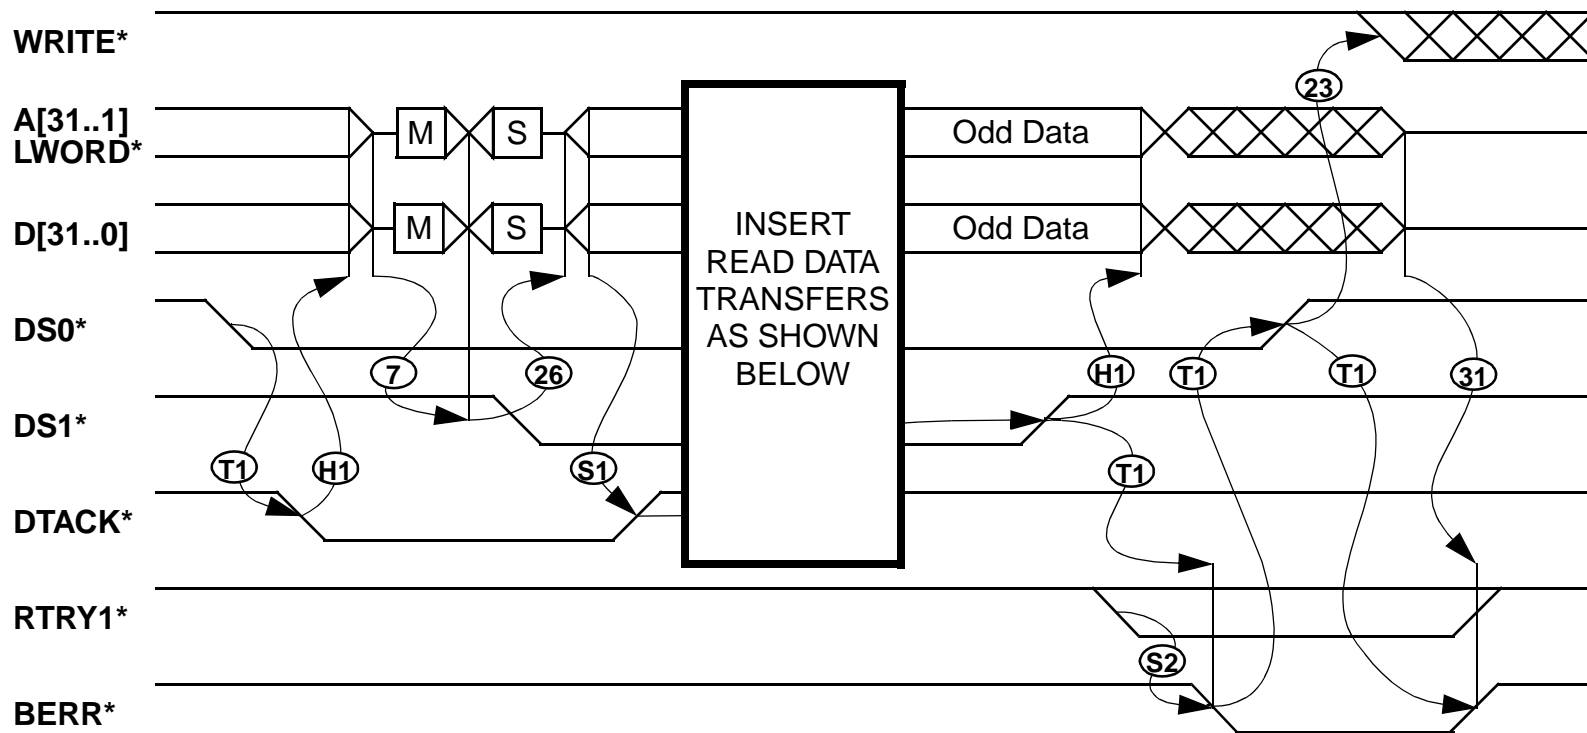 WRITE*
23
A[31..1]
LWORD*
M
S
Odd Data
D[31..0]
M
S
Odd Data
INSERT
READ DATA
TRANSFERS
AS SHOWN
BELOW
DS0*
7
26
H1
T1
T1
31
DS1*
T1
H1
S1
T1
DTACK*
RTRY1*
S2
BERR*